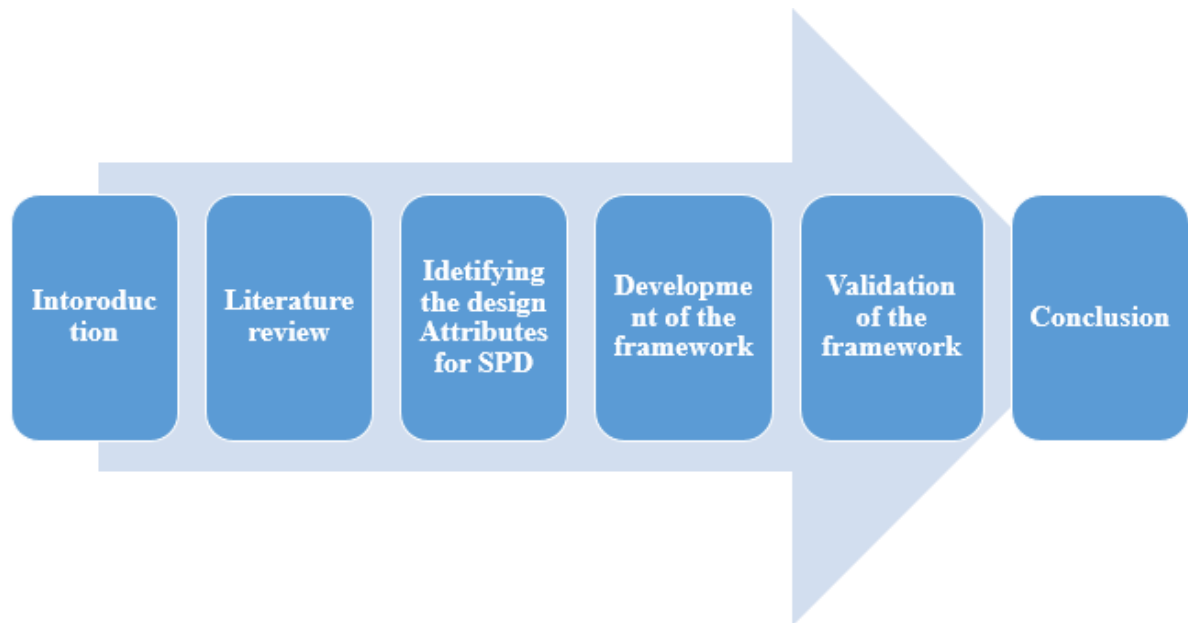 Intoroduc
tion
Literature
review
Idetifying
the design
Attributes
for SPD
Developme
nt of the
framework
Validation
of the
framework
Conclusion